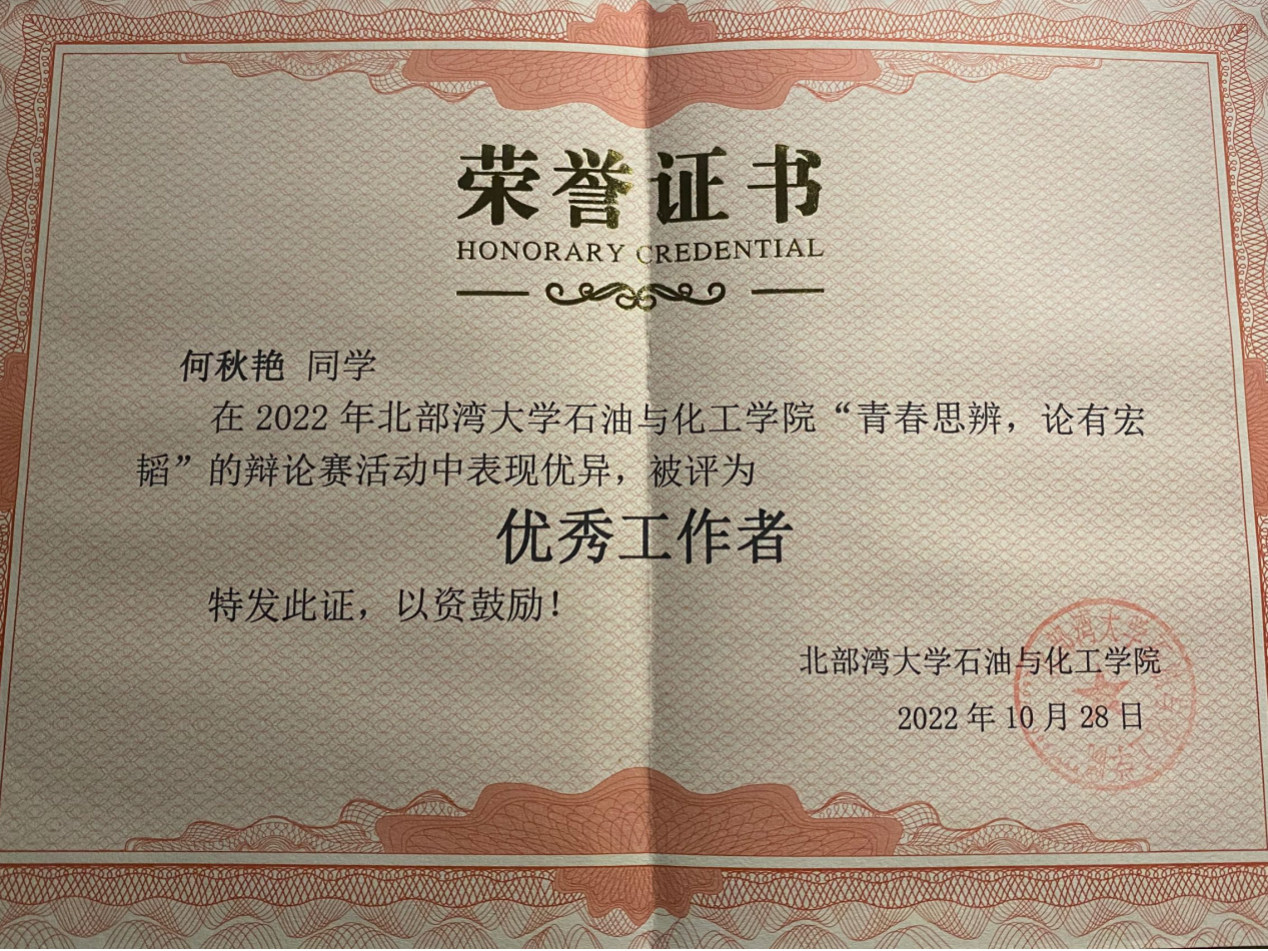 荣誉证书
HONORARY CREDENTIAL
何秋艳 同学
在 2022 年北部湾大学石油与化工学院“青春思辨，论有宏
韬”的辩论赛活动中表现优异，被评为
优秀工作者
特发此证，以资鼓励！
北部湾大学石油与化工学院
2022 年 10 月 28 日